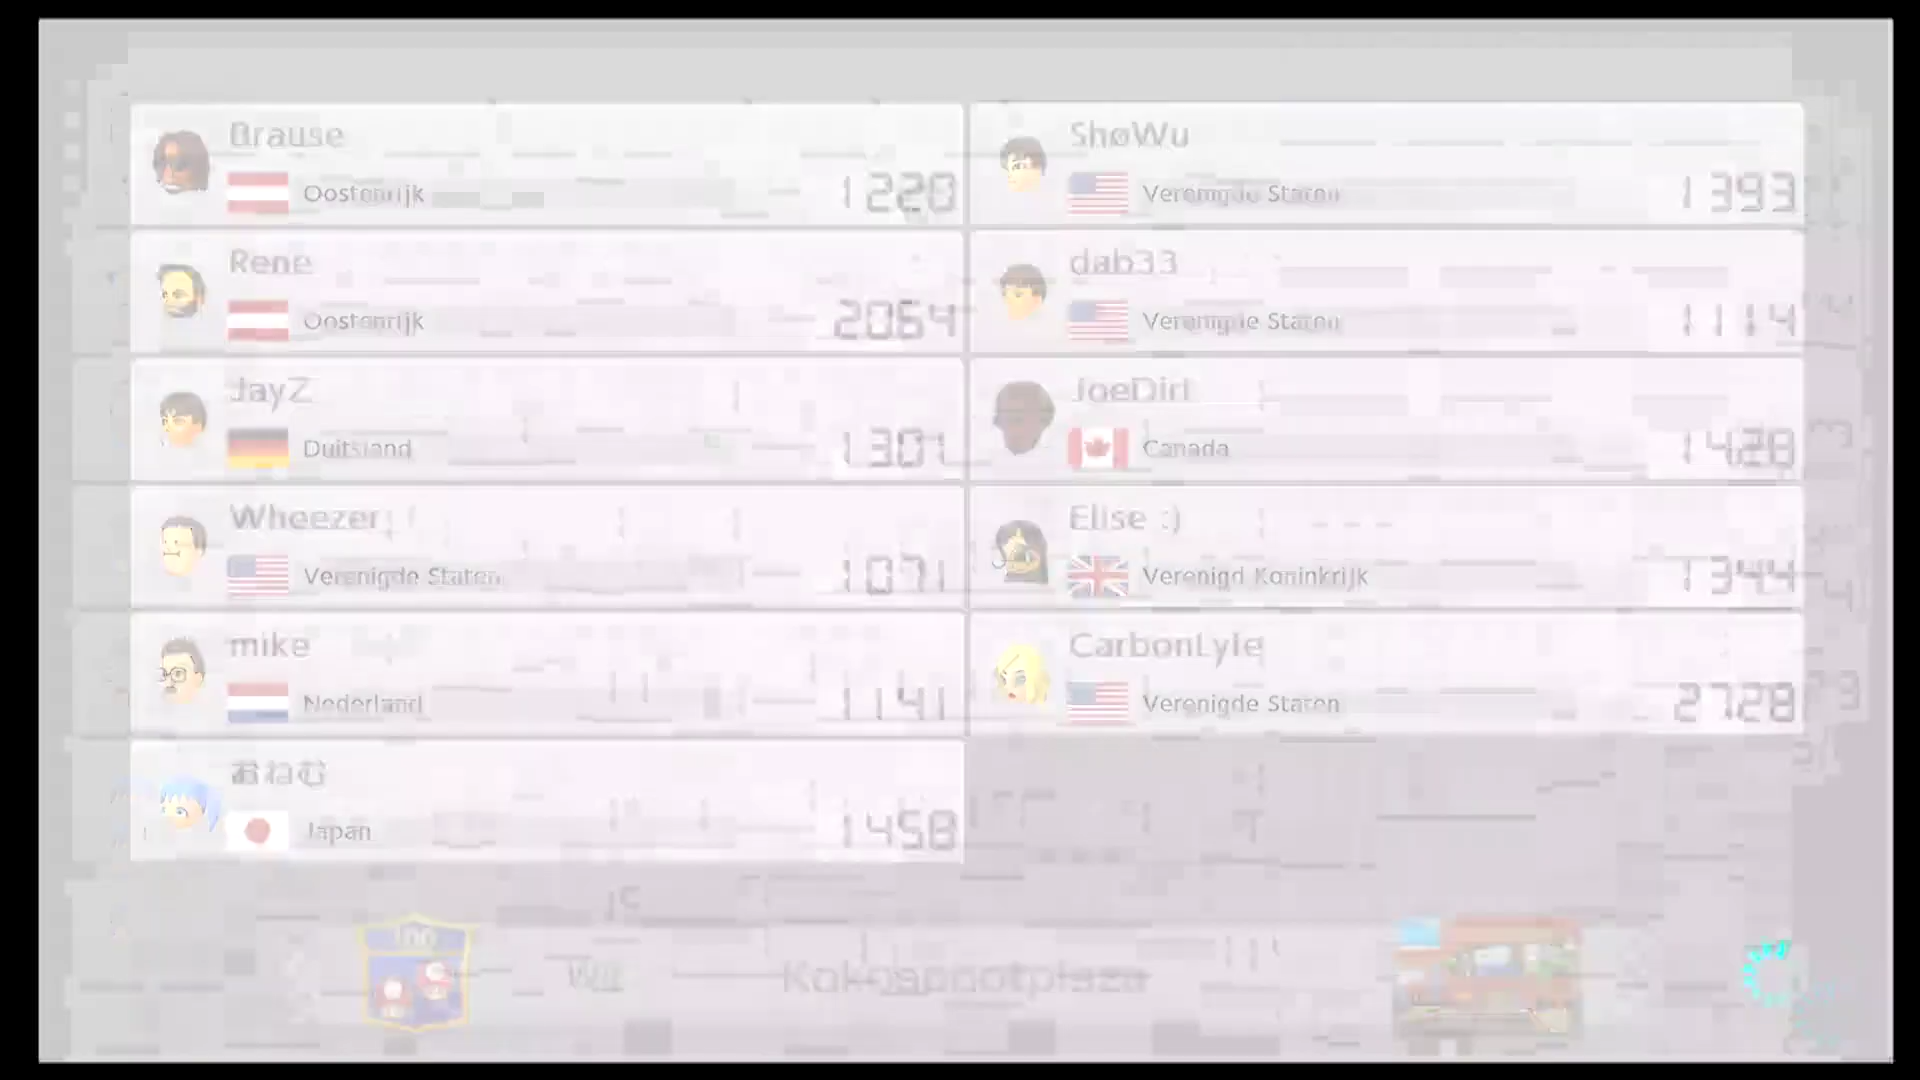 Brause
Oostenrijk
1220
ShøWu
Verenigde Staten
1393
Rene
Oostenrijk
2064
dab33
Verenigde Staten
1114
JayZ
Duitsland
1301
JoeDirt
Canada
1428
Wheezer
Verenigde Staten
1071
Elise :)
Verenigd Koninkrijk
1344
mike
Nederland
1141
CarbonLyle
Verenigde Staten
2728
おねむ
Japan
1458
Wii
Kokosnootplaza